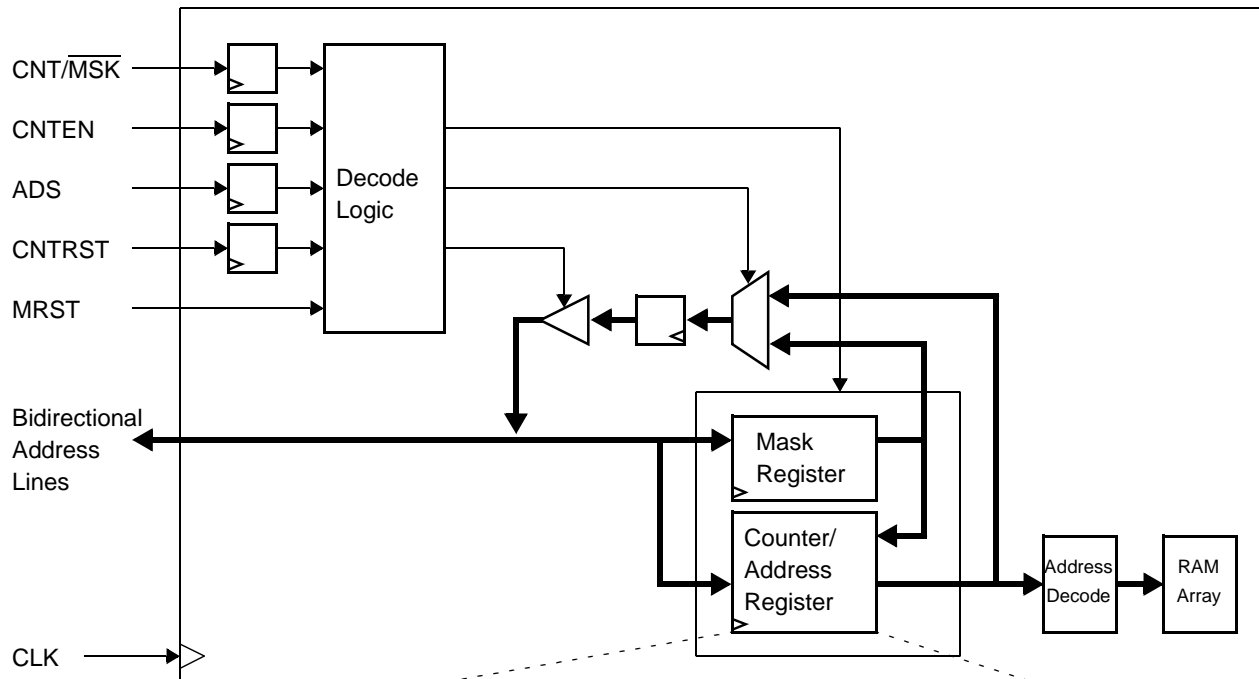 CNT/M̅S̅K̅
CNTEN
ADS
CNTRST
MRST
Decode
Logic
Bidirectional
Address
Lines
Mask
Register
Counter/
Address
Register
Address
Decode
RAM
Array
CLK